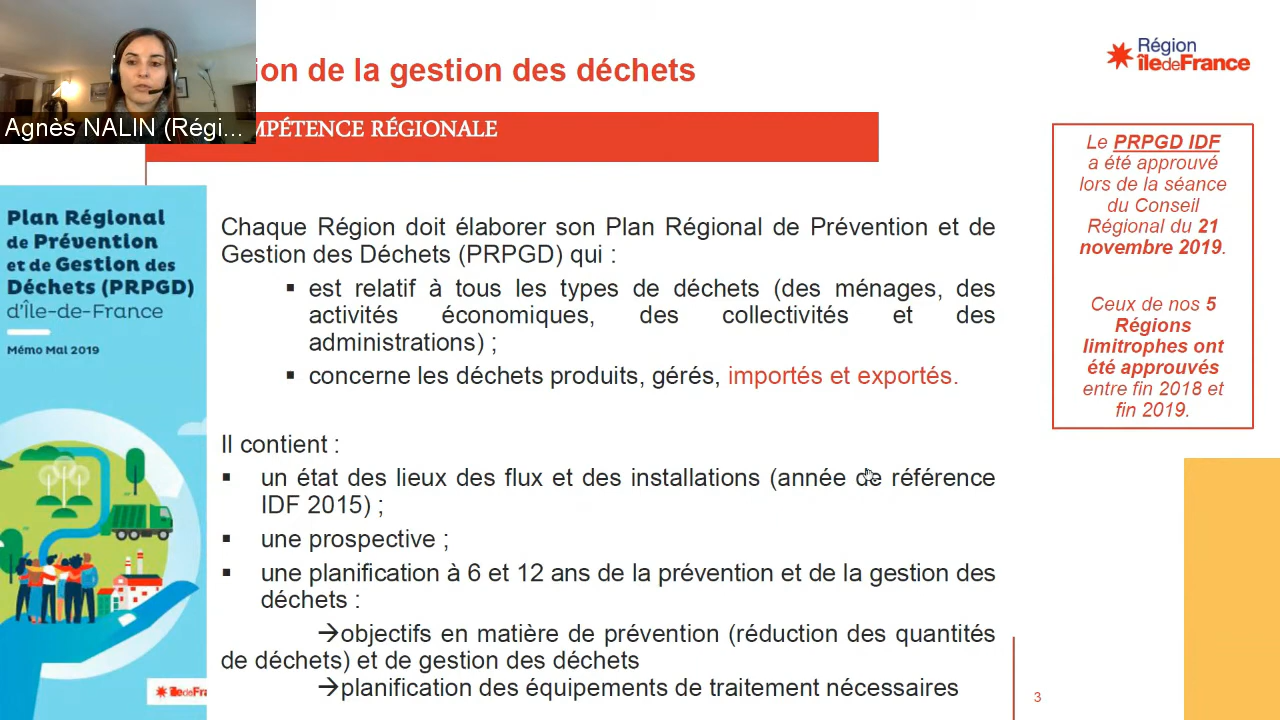 ion de la gestion des déchets
Région
îledeFrance
Agnès NALIN (Régi...
MPÉTENCE RÉGIONALE
Le PRPGD IDF
a été approuvé
lors de la séance
du Conseil
Régional du 21
novembre 2019.
Ceux de nos 5
Régions
limitrophes ont
été approuvés
entre fin 2018 et
fin 2019.
Plan Régional
de Prévention
et de Gestion des
Déchets (PRPGD)
d'Île-de-France
Mémo Mai 2019
îledeFra
Chaque Région doit élaborer son Plan Régional de Prévention et de
Gestion des Déchets (PRPGD) qui :
▪ est relatif à tous les types de déchets (des ménages, des
activités économiques, des collectivités et des
administrations) ;
▪ concerne les déchets produits, gérés, importés et exportés.
Il contient :
▪ un état des lieux des flux et des installations (année de référence
IDF 2015) ;
▪ une prospective ;
▪ une planification à 6 et 12 ans de la prévention et de la gestion des
déchets :
→objectifs en matière de prévention (réduction des quantités
de déchets) et de gestion des déchets
→planification des équipements de traitement nécessaires
3